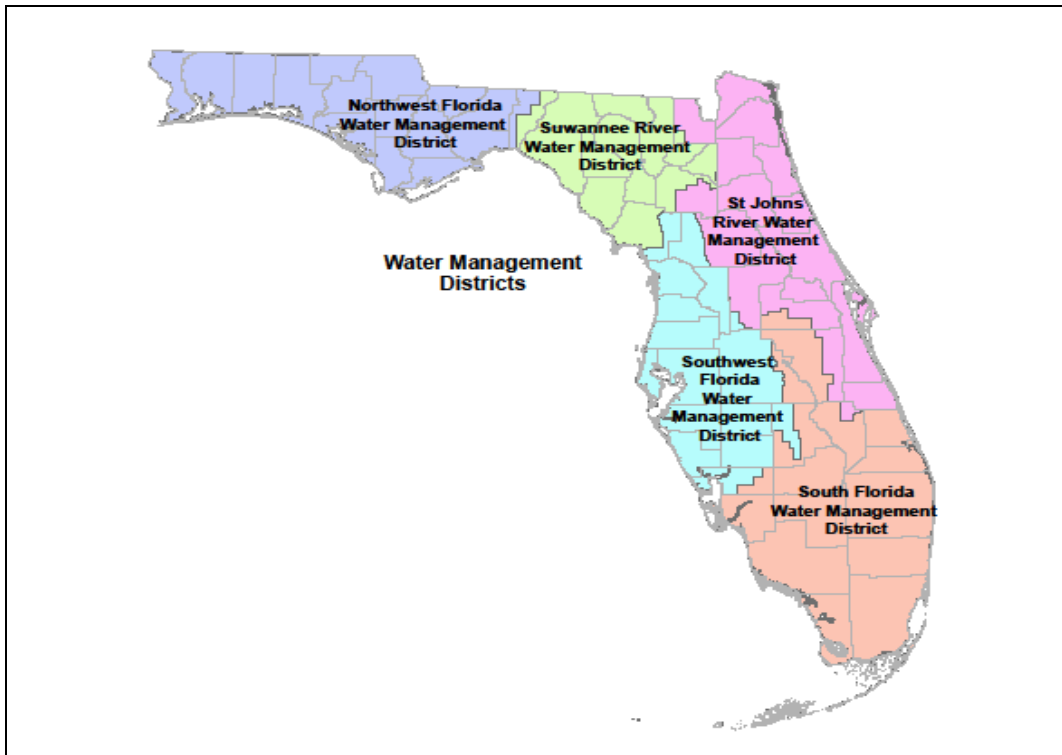 Northwest Florida
Water Management
District
Suwannee River
Water Management
District
St Johns
River Water
Management
District
Water Management
Districts
Southwest
Florida
Water
Management
District
South Florida
Water Management
District